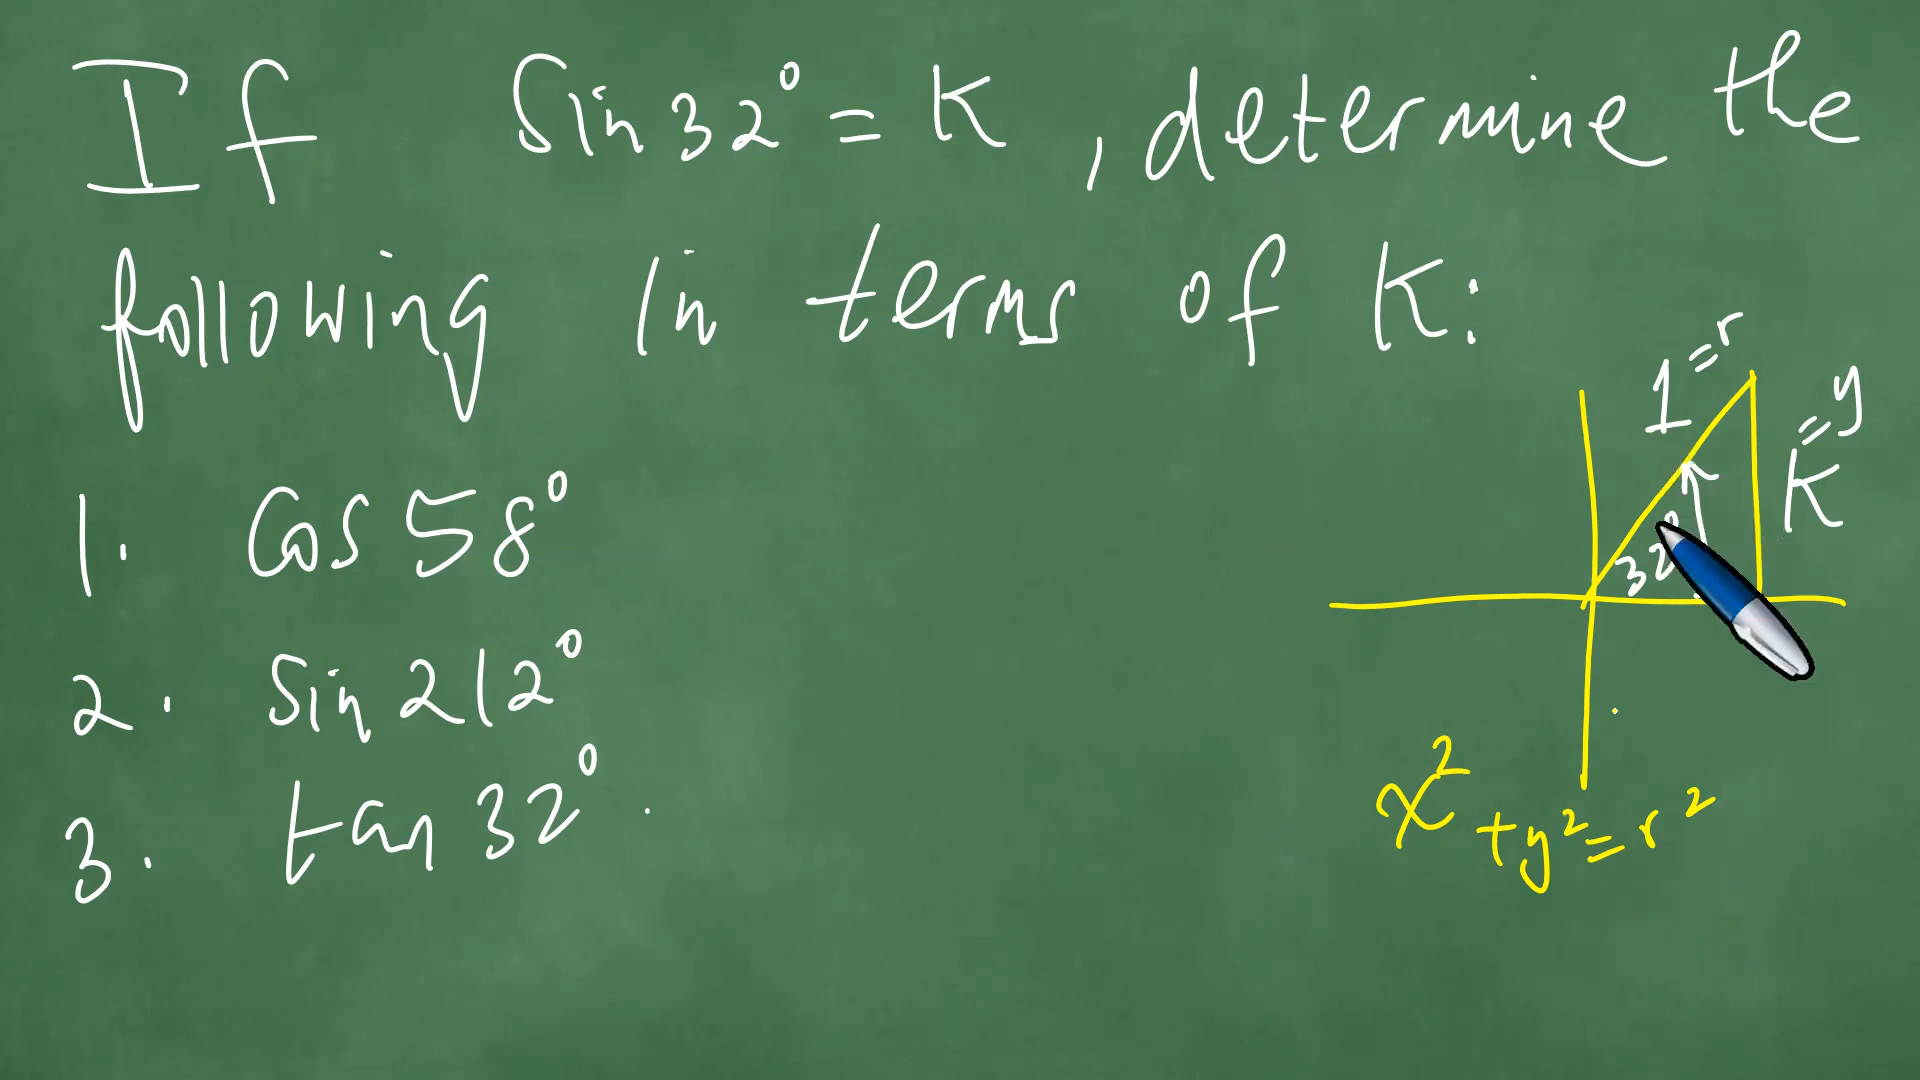 If Sin 32° = K , determine the
following in terms of K:
1 = r
= y
K
32°
1. Cos 58°
2. Sin 212°
3. tan 32° .
x² + y² = r²